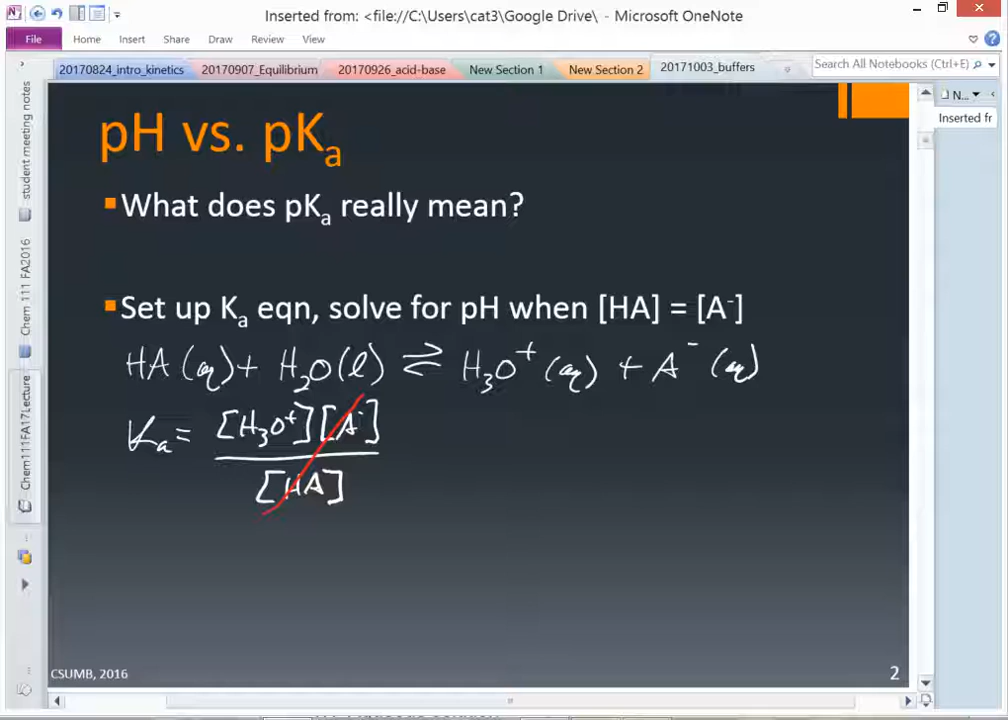 Inserted from: <file://C:\Users\cat3\Google Drive\ - Microsoft OneNote
File Home Insert Share Draw Review View
20170824_intro_kinetics 20170907_Equilibrium 20170926_acid-base New Section 1 New Section 2 20171003_buffers Search All Notebooks (Ctrl+E)
N...
Inserted fr
student meeting notes
Chem 111 FA2016
Chem111FA17Lecture
pH vs. pKₐ
What does pKₐ really mean?
Set up Kₐ eqn, solve for pH when [HA] = [A⁻]
HA (aq) + H₂O (l) ⇌ H₃O⁺ (aq) + A⁻ (aq)
Kₐ = [H₃O⁺][A⁻]
[HA]
CSUMB, 2016
2